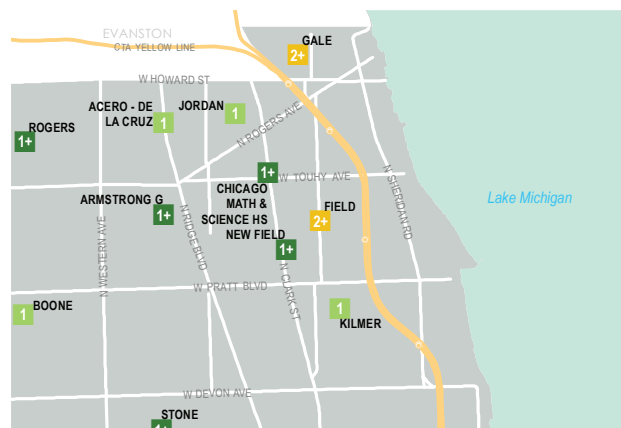 EVANSTON
CTA YELLOW LINE
GALE
2+
W HOWARD ST
ACERO - DE
LA CRUZ
1
JORDAN
1
ROGERS
1+
N ROGERS AVE
1+
W TOUHY AVE
CHICAGO
MATH &
SCIENCE HS
NEW FIELD
1+
ARMSTRONG G
1+
FIELD
2+
N SHERIDAN RD
Lake Michigan
N WESTERN AVE
N RIDGE BLVD
N CLARK ST
W PRATT BLVD
BOONE
1
1
KILMER
W DEVON AVE
STONE
1+